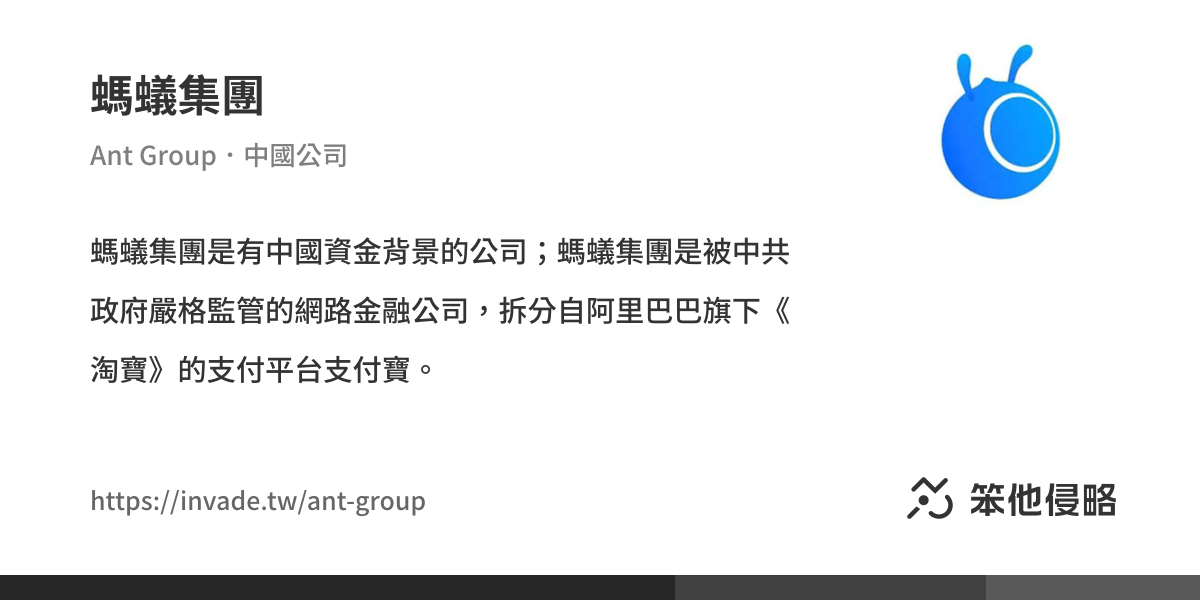 螞蟻集團
Ant Group・中國公司
螞蟻集團是有中國資金背景的公司；螞蟻集團是被中共
政府嚴格監管的網路金融公司，拆分自阿里巴巴旗下《
淘寶》的支付平台支付寶。
https://invade.tw/ant-group
笨他侵略